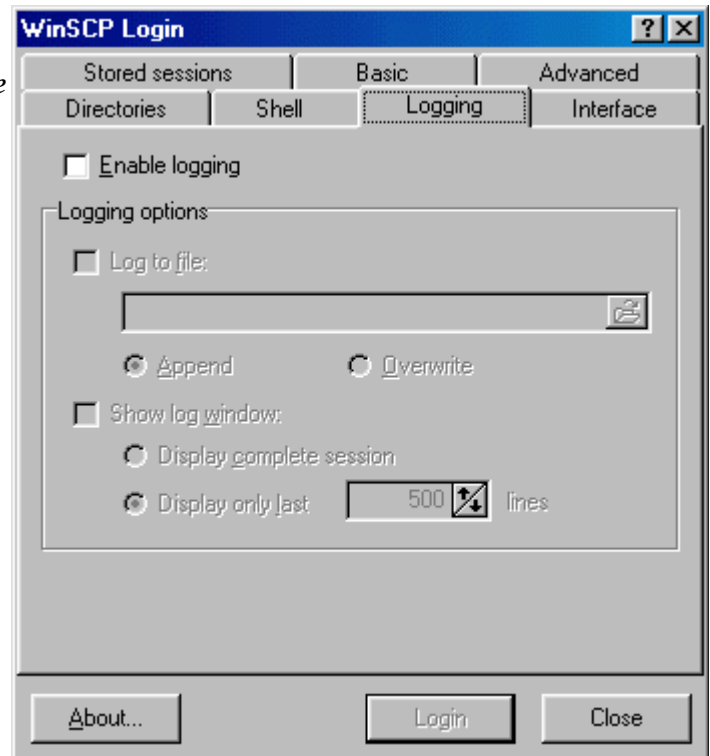 WinSCP Login
e
Stored sessions Basic Advanced
Directories Shell Logging Interface
Enable logging
Logging options
Log to file:
Append Overwrite
Show log window:
Display complete session
Display only last 500 lines
About... Login Close